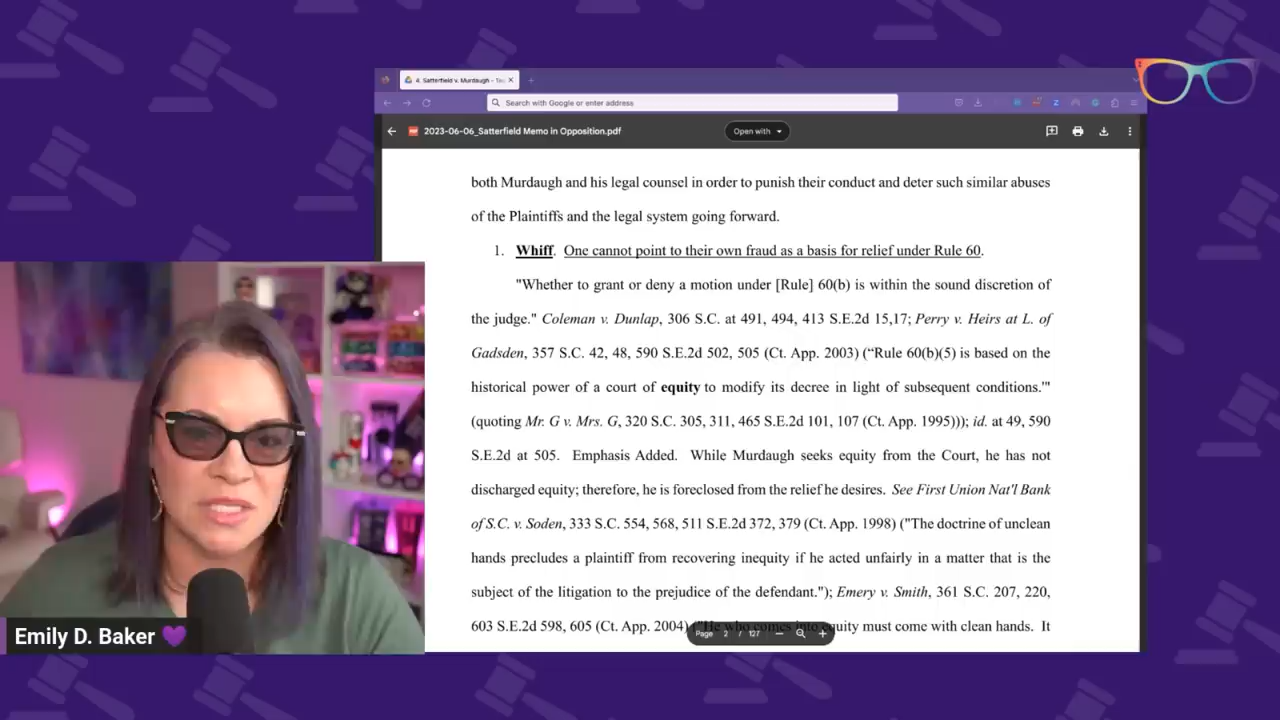 4. Satterfield v. Murdaugh - Tec
Search with Google or enter address
2023-06-06_Satterfield Memo in Opposition.pdf
Open with
both Murdaugh and his legal counsel in order to punish their conduct and deter such similar abuses
of the Plaintiffs and the legal system going forward.
1. Whiff. One cannot point to their own fraud as a basis for relief under Rule 60.
"Whether to grant or deny a motion under [Rule] 60(b) is within the sound discretion of
the judge." Coleman v. Dunlap, 306 S.C. at 491, 494, 413 S.E.2d 15,17; Perry v. Heirs at L. of
Gadsden, 357 S.C. 42, 48, 590 S.E.2d 502, 505 (Ct. App. 2003) (“Rule 60(b)(5) is based on the
historical power of a court of equity to modify its decree in light of subsequent conditions.'"
(quoting Mr. G v. Mrs. G, 320 S.C. 305, 311, 465 S.E.2d 101, 107 (Ct. App. 1995))); id. at 49, 590
S.E.2d at 505. Emphasis Added. While Murdaugh seeks equity from the Court, he has not
discharged equity; therefore, he is foreclosed from the relief he desires. See First Union Nat'l Bank
of S.C. v. Soden, 333 S.C. 554, 568, 511 S.E.2d 372, 379 (Ct. App. 1998) ("The doctrine of unclean
hands precludes a plaintiff from recovering inequity if he acted unfairly in a matter that is the
subject of the litigation to the prejudice of the defendant."); Emery v. Smith, 361 S.C. 207, 220,
603 S.E.2d 598, 605 (Ct. App. 2004) ("He who comes into equity must come with clean hands. It
Page 2 / 127
Emily D. Baker 💜